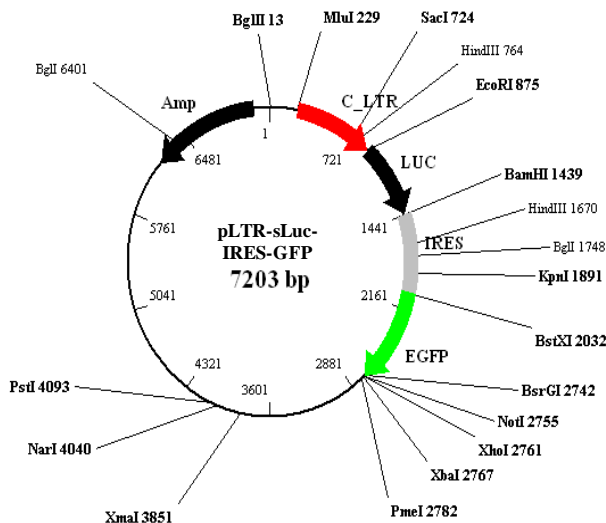 BglII 13
MluI 229
SacI 724
HindIII 764
EcoRI 875
BglI 6401
Amp
C_LTR
1
721
6481
LUC
BamHI 1439
1441
HindIII 1670
IRES
BglI 1748
KpnI 1891
5761
pLTR-sLuc-
IRES-GFP
7203 bp
5041
2161
BstXI 2032
EGFP
4321
3601
2881
BsrGI 2742
NotI 2755
XhoI 2761
XbaI 2767
PmeI 2782
PstI 4093
NarI 4040
XmaI 3851